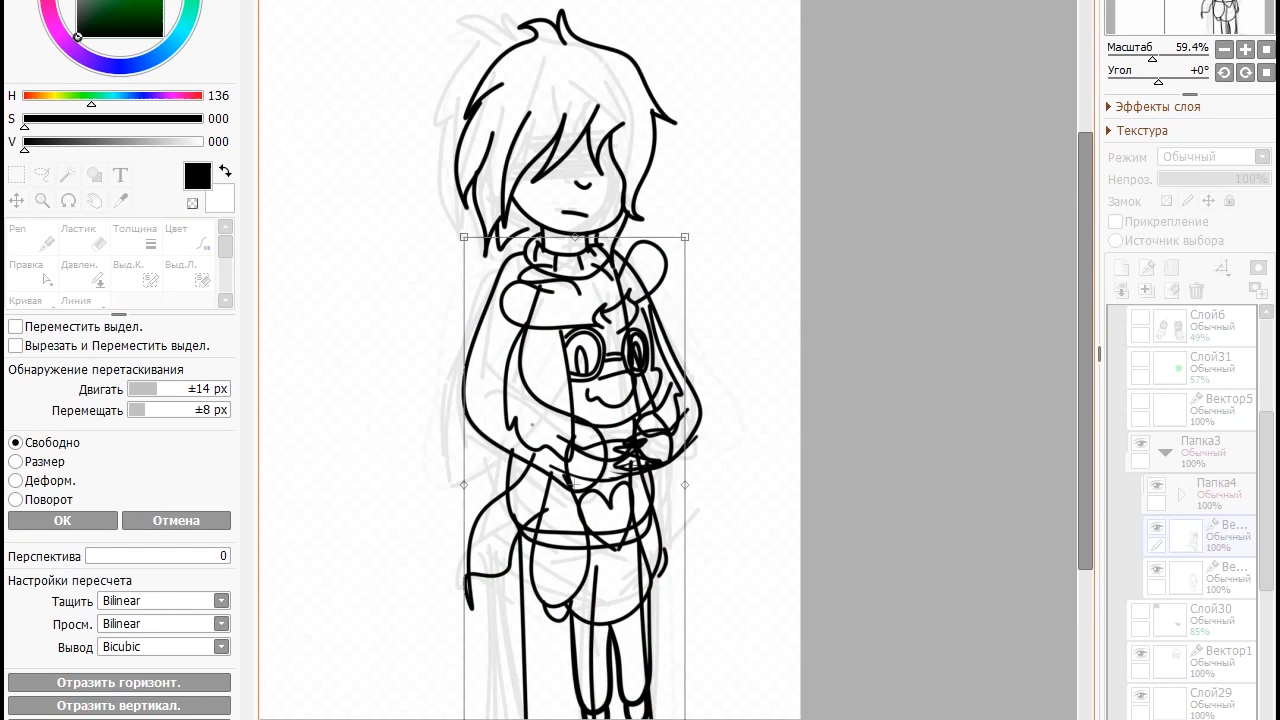 H 136
S 000
V 000
T
Pen Ластик Толщина Цвет
Правка Давлен. Выд.К. Выд.Л.
Кривая Линия
Переместить выдел.
Вырезать и Переместить выдел.
Обнаружение перетаскивания
Двигать ±14 px
Перемещать ±8 px
Свободно
Размер
Деформ.
Поворот
ОК Отмена
Перспектива 0
Настройки пересчета
Тащить Bilinear
Просм. Bilinear
Вывод Bicubic
Отразить горизонт.
Отразить вертикал.
Масштаб 59.4%
Угол +0°
Эффекты слоя
Текстура
Режим Обычный
Непроз. 100%
Замок
Прикрепление
Источник выбора
Слой6
Обычный
49%
Слой31
Обычный
57%
Вектор5
Обычный
100%
Папка3
Обычный
100%
Папка4
Обычный
100%
Ве...
Обычный
100%
Ве...
Обычный
100%
Слой30
Обычный
85%
Вектор1
Обычный
100%
Слой29
Обычный